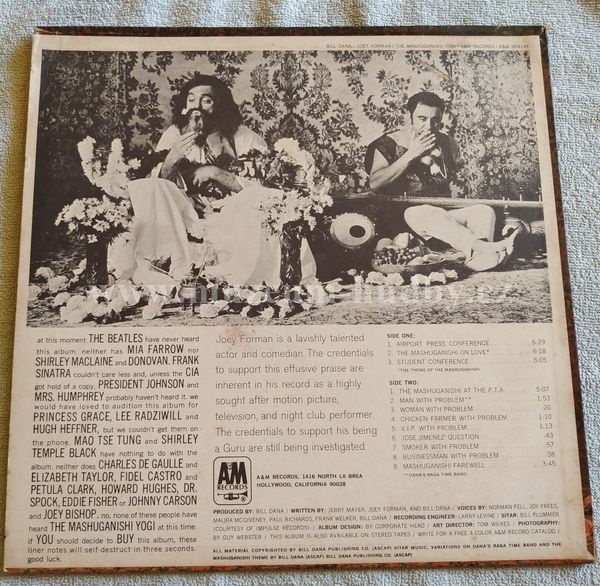 BILL DANA—JOEY FORMAN/THE MASHUGANISHI YOGI/A&M RECORDS/A&M SP4144
www.muzeum-hudby.cz
at this moment THE BEATLES have never heard
this album. neither has MIA FARROW nor
SHIRLEY MACLAINE and DONOVAN. FRANK
SINATRA couldn't care less and, unless the CIA
got hold of a copy, PRESIDENT JOHNSON and
MRS. HUMPHREY probably haven't heard it. we
would have loved to audition this album for
PRINCESS GRACE, LEE RADZIWILL and
HUGH HEFFNER, but we couldn't get them on
the phone. MAO TSE TUNG and SHIRLEY
TEMPLE BLACK have nothing to do with the
album. neither does CHARLES DE GAULLE and
ELIZABETH TAYLOR, FIDEL CASTRO and
PETULA CLARK, HOWARD HUGHES, DR.
SPOCK, EDDIE FISHER or JOHNNY CARSON
and JOEY BISHOP. no, none of these people have
heard THE MASHUGANISHI YOGI at this time.
if YOU should decide to BUY this album, these
liner notes will self-destruct in three seconds.
good luck.
Joey Forman is a lavishly talented
actor and comedian. The credentials
to support this effusive praise are
inherent in his record as a highly
sought after motion picture,
television, and night club performer.
The credentials to support his being
a Guru are still being investigated.
A&M
RECORDS
A&M RECORDS, 1416 NORTH LA BREA
HOLLYWOOD, CALIFORNIA 90028
SIDE ONE:
1. AIRPORT PRESS CONFERENCE 6:29
2. THE MASHUGANISHI ON LOVE* 6:18
3. STUDENT CONFERENCE 5:05
*THE THEME OF THE MASHUGANISHI
SIDE TWO:
1. THE MASHUGANISHI AT THE P.T.A. 5:07
2. MAN WITH PROBLEM** 1:53
3. WOMAN WITH PROBLEM :20
4. CHICKEN FARMER WITH PROBLEM 1:10
5. V.I.P. WITH PROBLEM 1:13
6. JOSE JIMENEZ' QUESTION :43
7. SMOKER WITH PROBLEM :57
8. BUSINESSMAN WITH PROBLEM :38
9. MASHUGANISHI FAREWELL 3:45
**DANA'S RAGA TIME BAND.
PRODUCED BY: BILL DANA / WRITTEN BY: JERRY MAYER, JOEY FORMAN, AND BILL DANA / VOICES BY: NORMAN FELL, JOY FREES,
MAURA MCGIVENEY, PAUL RICHARDS, FRANK WELKER, BILL DANA / RECORDING ENGINEER: LARRY LEVINE / SITAR: BILL PLUMMER
(COURTESY OF IMPULSE RECORDS) / ALBUM DESIGN: BY CORPORATE HEAD / ART DIRECTOR: TOM WILKES / PHOTOGRAPHY:
BY GUY WEBSTER / THIS ALBUM IS ALSO AVAILABLE ON STEREO TAPES / WRITE FOR A FREE 4 COLOR A&M RECORD CATALOG /
ALL MATERIAL COPYRIGHTED BY BILL DANA PUBLISHING CO. (ASCAP) SITAR MUSIC, VARIATIONS ON DANA'S RAGA TIME BAND AND THE
MASHUGANISHI THEME BY BILL DANA/BILL DANA PUBLISHING CO. (ASCAP)